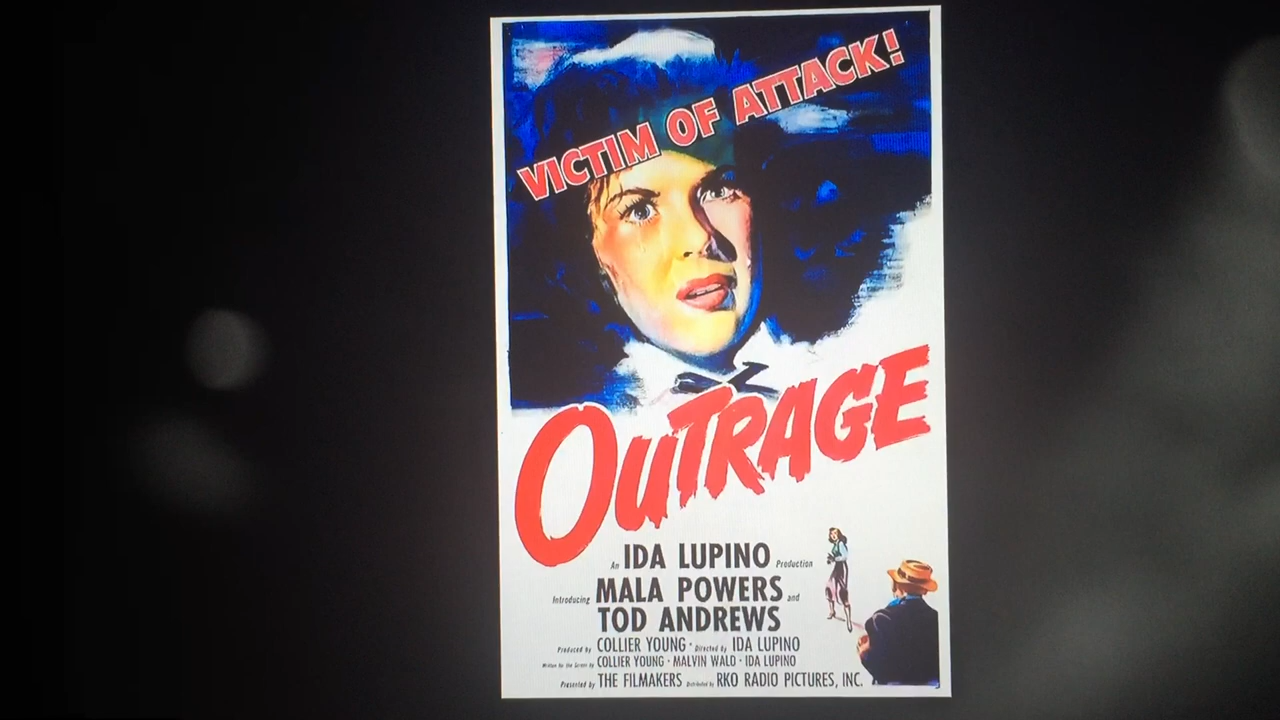 VICTIM OF ATTACK!
OUTRAGE
An IDA LUPINO Production
Introducing MALA POWERS and
TOD ANDREWS
Produced by COLLIER YOUNG · Directed by IDA LUPINO
Written for the Screen by COLLIER YOUNG · MALVIN WALD · IDA LUPINO
Presented by THE FILMAKERS Distributed by RKO RADIO PICTURES, INC.